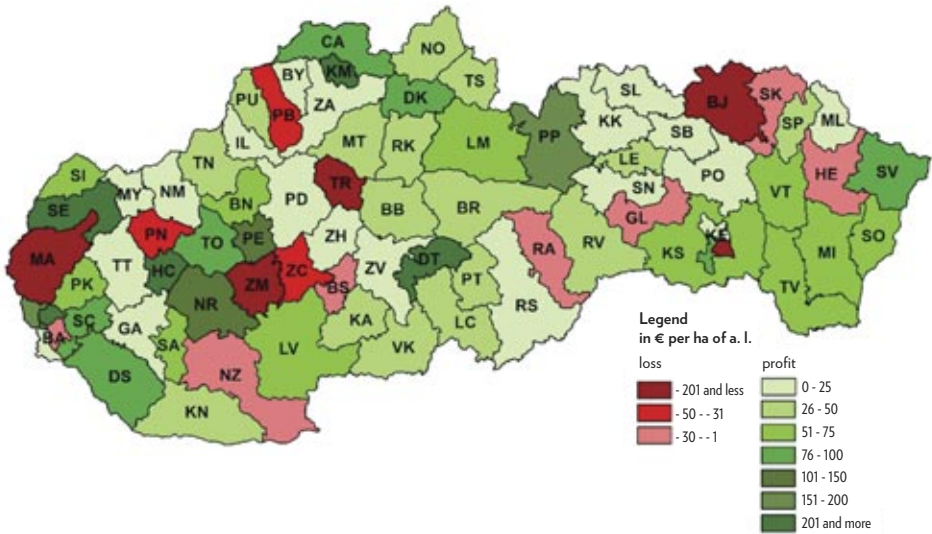 CA
NO
KM
BY
TS
PU
PB
ZA
DK
SL
BJ
SK
KK
SP
ML
IL
MT
RK
LM
PP
SB
LE
TN
SI
MY
NM
BN
PD
TR
BB
BR
SN
PO
VT
HE
SV
SE
GL
PN
TO
PE
ZH
RA
RV
KS
SO
MA
TT
HC
ZM
ZC
BS
ZV
DT
PT
MI
PK
NR
TV
SC
GA
RS
BA
SA
LV
KA
LC
VK
DS
NZ
KN
Legend
in € per ha of a. l.
loss
- 201 and less
- 50 - - 31
- 30 - - 1
profit
0 - 25
26 - 50
51 - 75
76 - 100
101 - 150
151 - 200
201 and more